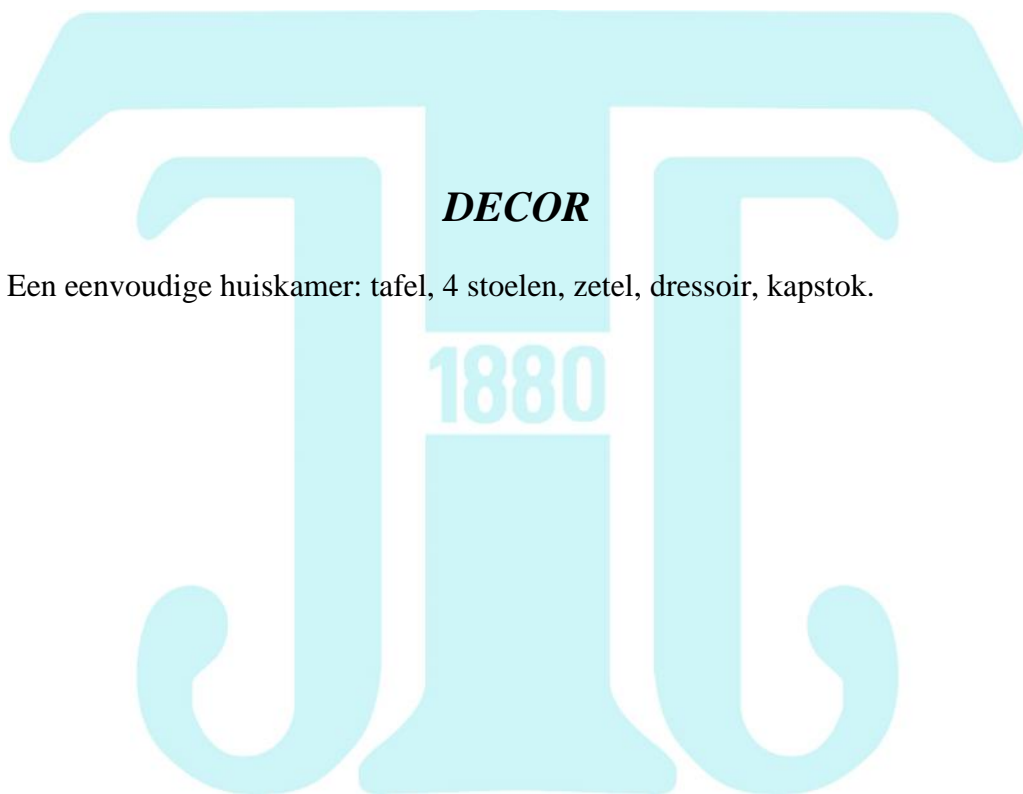 DECOR
Een eenvoudige huiskamer: tafel, 4 stoelen, zetel, dressoir, kapstok.
1880